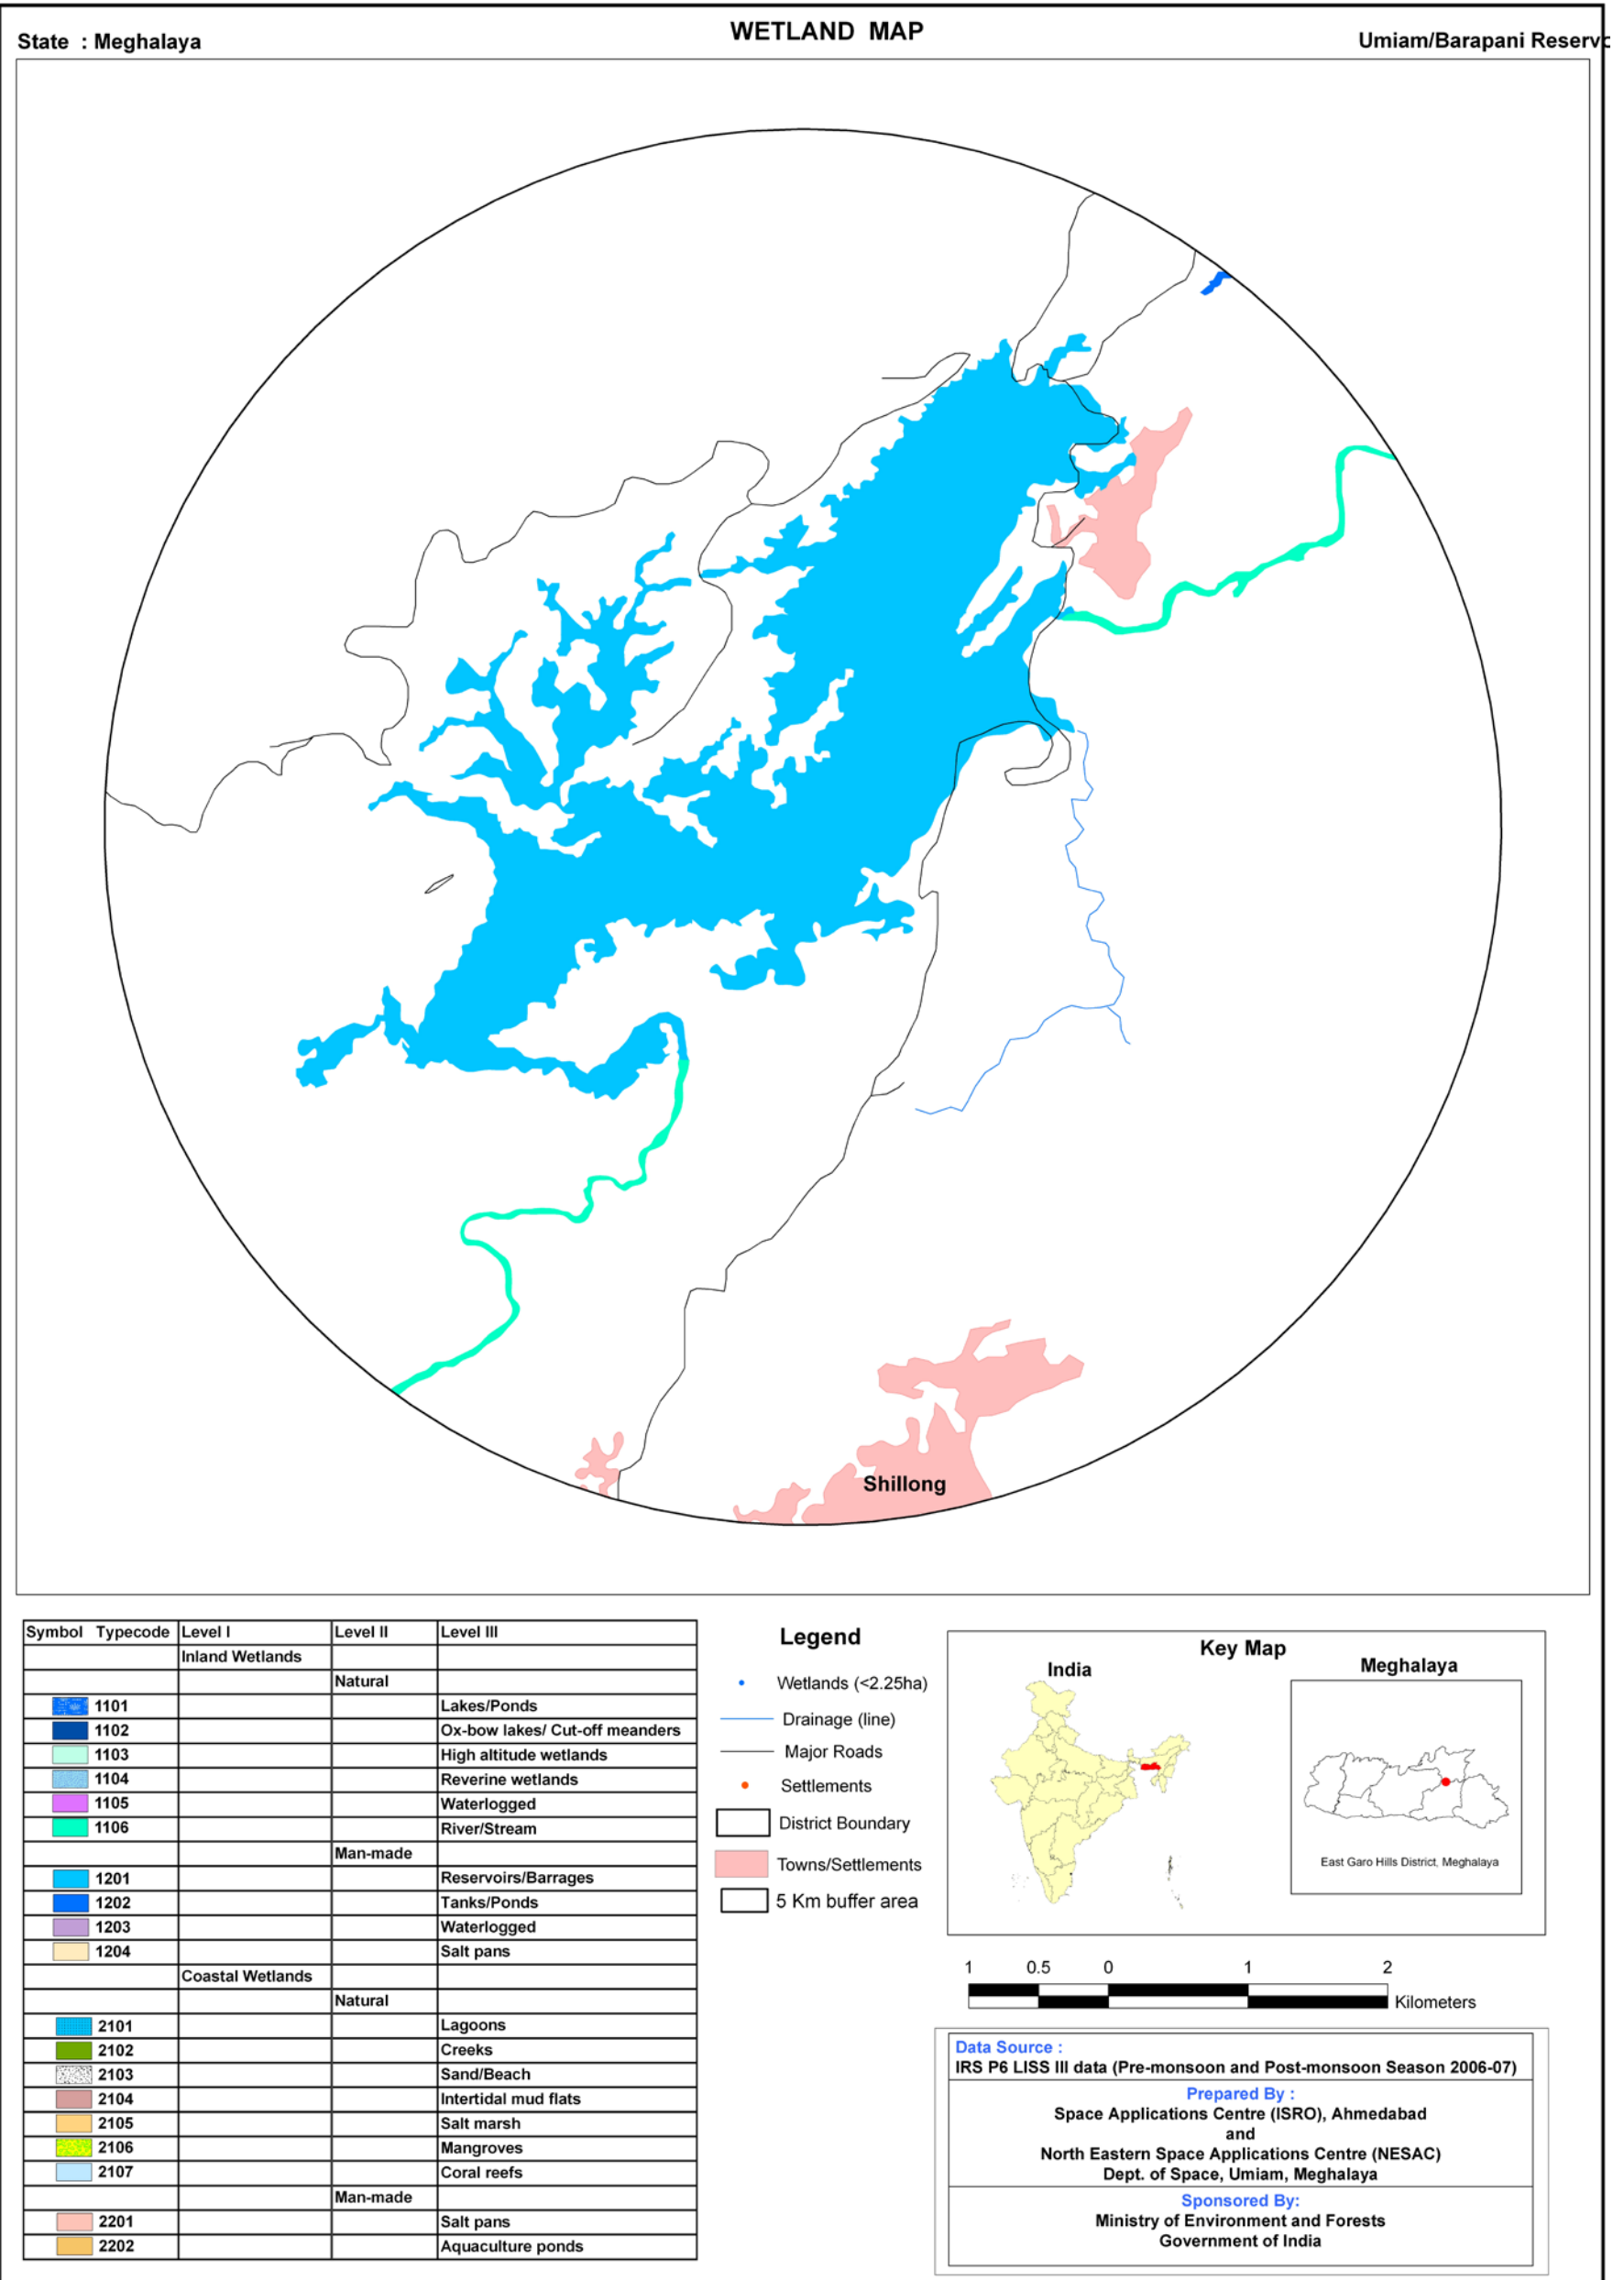 WETLAND MAP
State : Meghalaya
Umiam/Barapani Reservo
Shillong
Symbol Typecode Level I Level II Level III
Inland Wetlands
Natural
1101 Lakes/Ponds
1102 Ox-bow lakes/ Cut-off meanders
1103 High altitude wetlands
1104 Reverine wetlands
1105 Waterlogged
1106 River/Stream
Man-made
1201 Reservoirs/Barrages
1202 Tanks/Ponds
1203 Waterlogged
1204 Salt pans
Coastal Wetlands
Natural
2101 Lagoons
2102 Creeks
2103 Sand/Beach
2104 Intertidal mud flats
2105 Salt marsh
2106 Mangroves
2107 Coral reefs
Man-made
2201 Salt pans
2202 Aquaculture ponds
Legend
Wetlands (<2.25ha)
Drainage (line)
Major Roads
Settlements
District Boundary
Towns/Settlements
5 Km buffer area
Key Map
India
Meghalaya
East Garo Hills District, Meghalaya
1 0.5 0 1 2
Kilometers
Data Source :
IRS P6 LISS III data (Pre-monsoon and Post-monsoon Season 2006-07)
Prepared By :
Space Applications Centre (ISRO), Ahmedabad
and
North Eastern Space Applications Centre (NESAC)
Dept. of Space, Umiam, Meghalaya
Sponsored By:
Ministry of Environment and Forests
Government of India